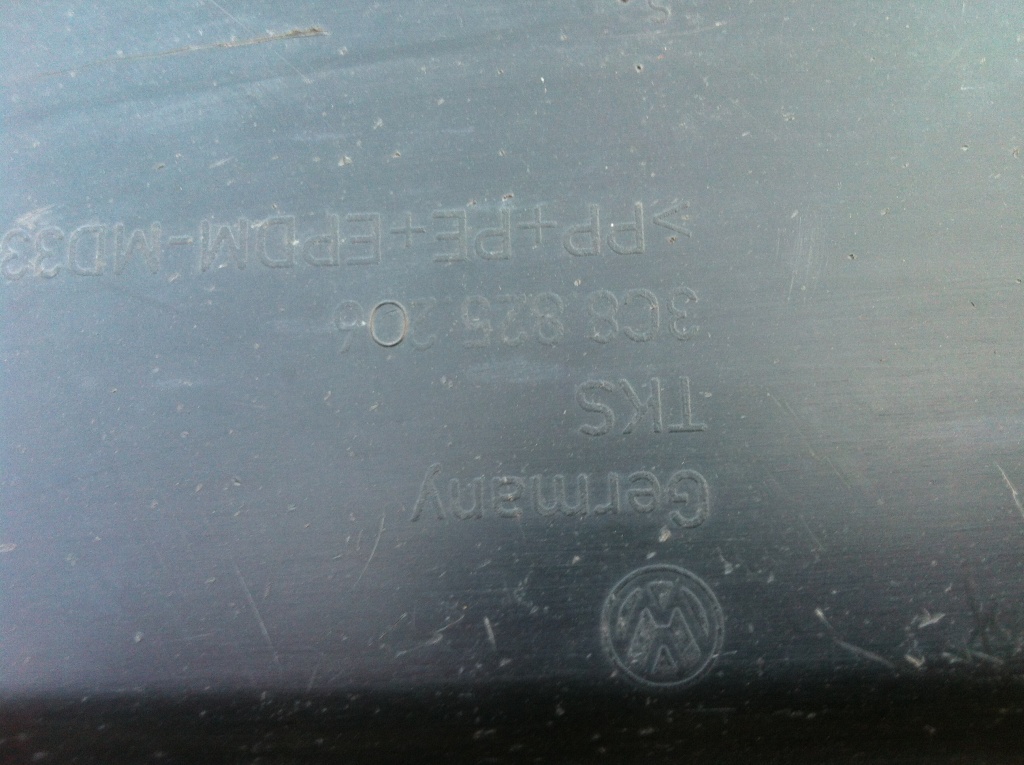 VW
Germany
TKS
3C8 825 206
>PP+PE+EPDM-MD33